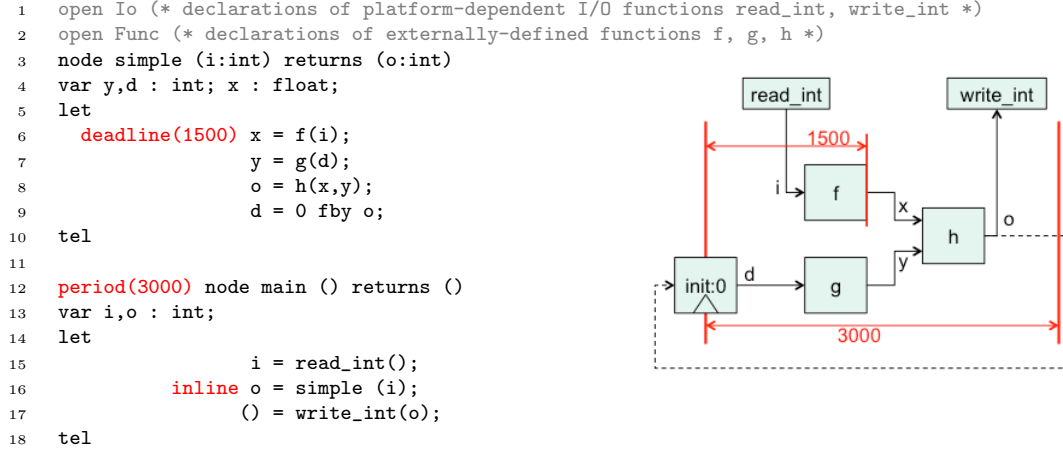 1 open Io (* declarations of platform-dependent I/O functions read_int, write_int *)
2 open Func (* declarations of externally-defined functions f, g, h *)
3 node simple (i:int) returns (o:int)
4 var y,d : int; x : float;
5 let
6 deadline(1500) x = f(i);
7 y = g(d);
8 o = h(x,y);
9 d = 0 fby o;
10 tel
11
12 period(3000) node main () returns ()
13 var i,o : int;
14 let
15 i = read_int();
16 inline o = simple (i);
17 () = write_int(o);
18 tel
read_int write_int
1500
i f x
h o
y
init:0 d g
3000